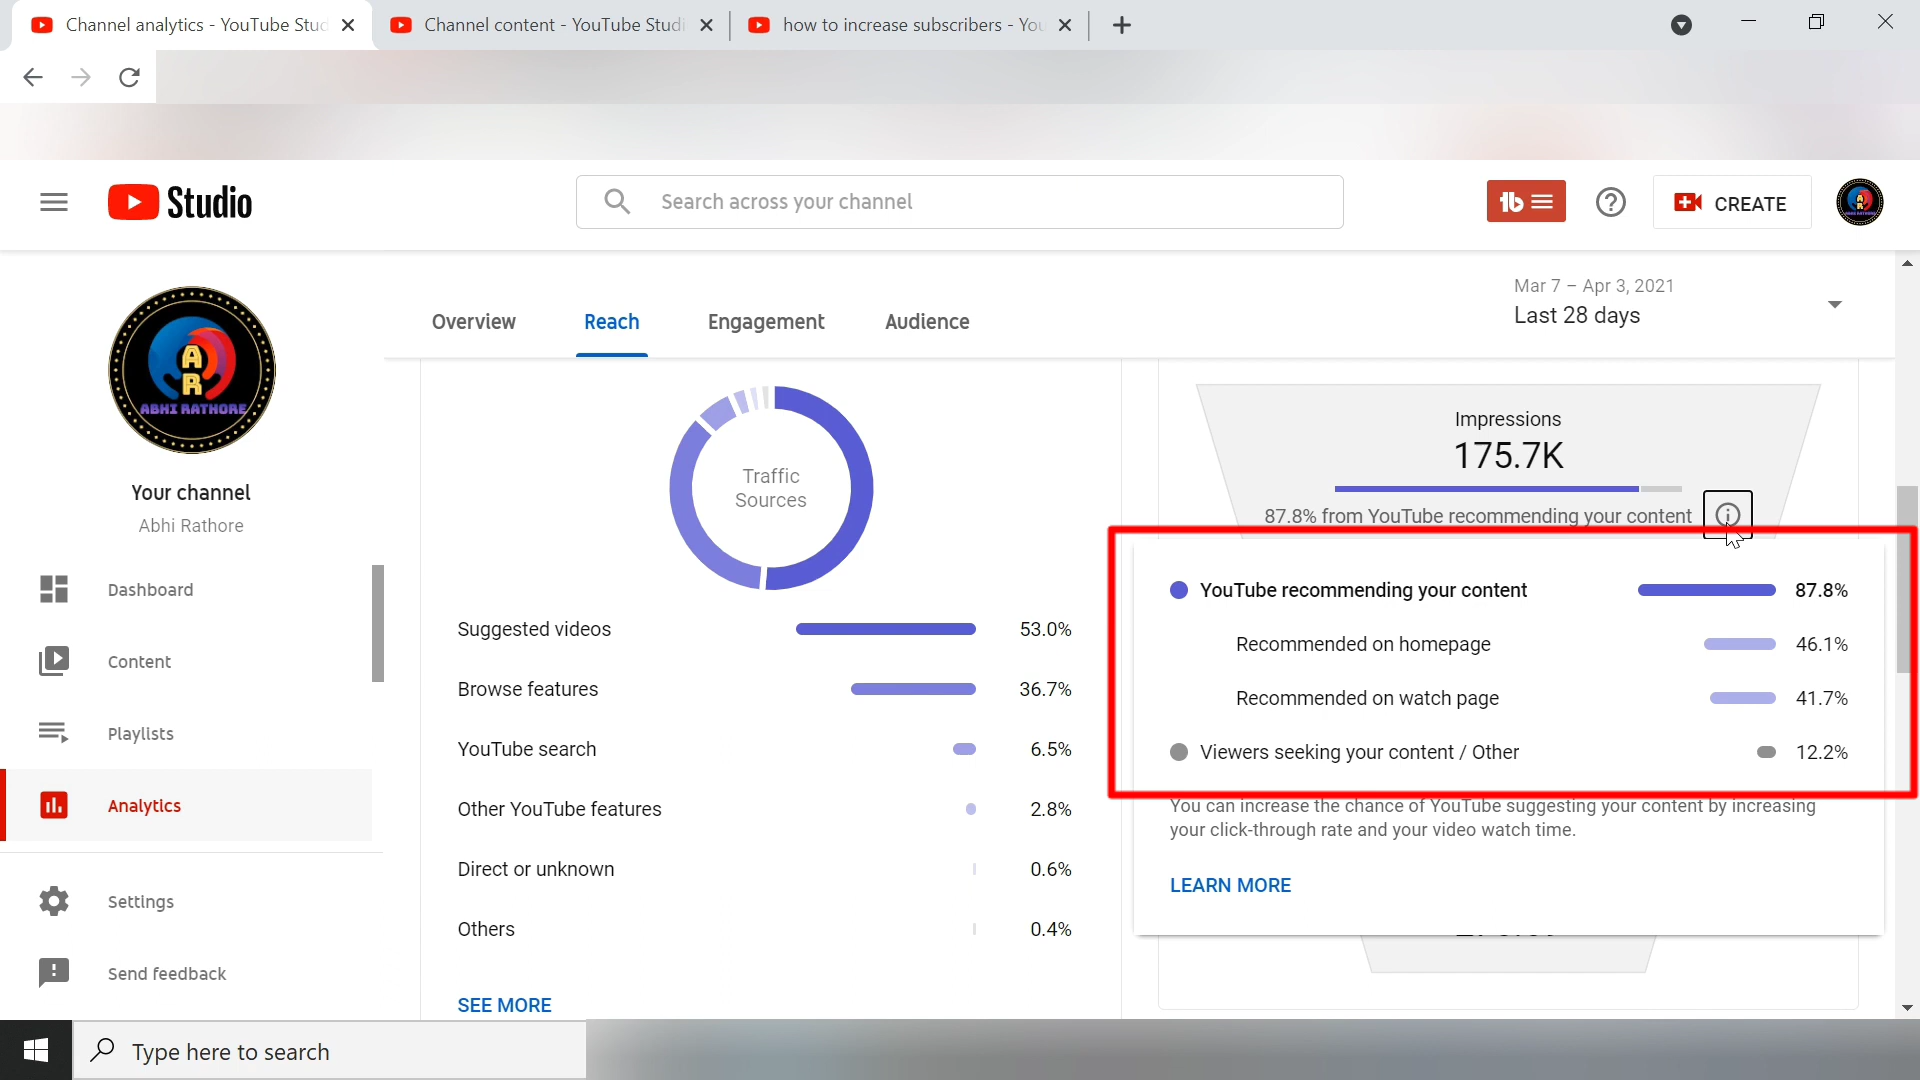 Channel analytics - YouTube Stud
Channel content - YouTube Studi
how to increase subscribers - You
Studio
Search across your channel
CREATE
Mar 7 – Apr 3, 2021
Last 28 days
Overview
Reach
Engagement
Audience
AR
ABHI RATHORE
Your channel
Abhi Rathore
Dashboard
Content
Playlists
Analytics
Settings
Send feedback
Traffic
Sources
Suggested videos 53.0%
Browse features 36.7%
YouTube search 6.5%
Other YouTube features 2.8%
Direct or unknown 0.6%
Others 0.4%
SEE MORE
Impressions
175.7K
87.8% from YouTube recommending your content
YouTube recommending your content 87.8%
Recommended on homepage 46.1%
Recommended on watch page 41.7%
Viewers seeking your content / Other 12.2%
You can increase the chance of YouTube suggesting your content by increasing
your click-through rate and your video watch time.
LEARN MORE
Type here to search